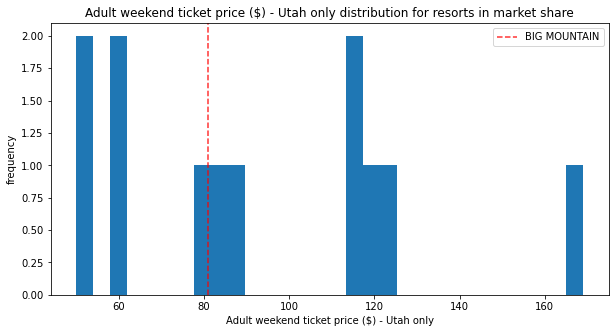 Adult weekend ticket price ($) - Utah only distribution for resorts in market share
BIG MOUNTAIN
2.00
1.75
1.50
1.25
1.00
0.75
0.50
0.25
0.00
frequency
60 80 100 120 140 160
Adult weekend ticket price ($) - Utah only